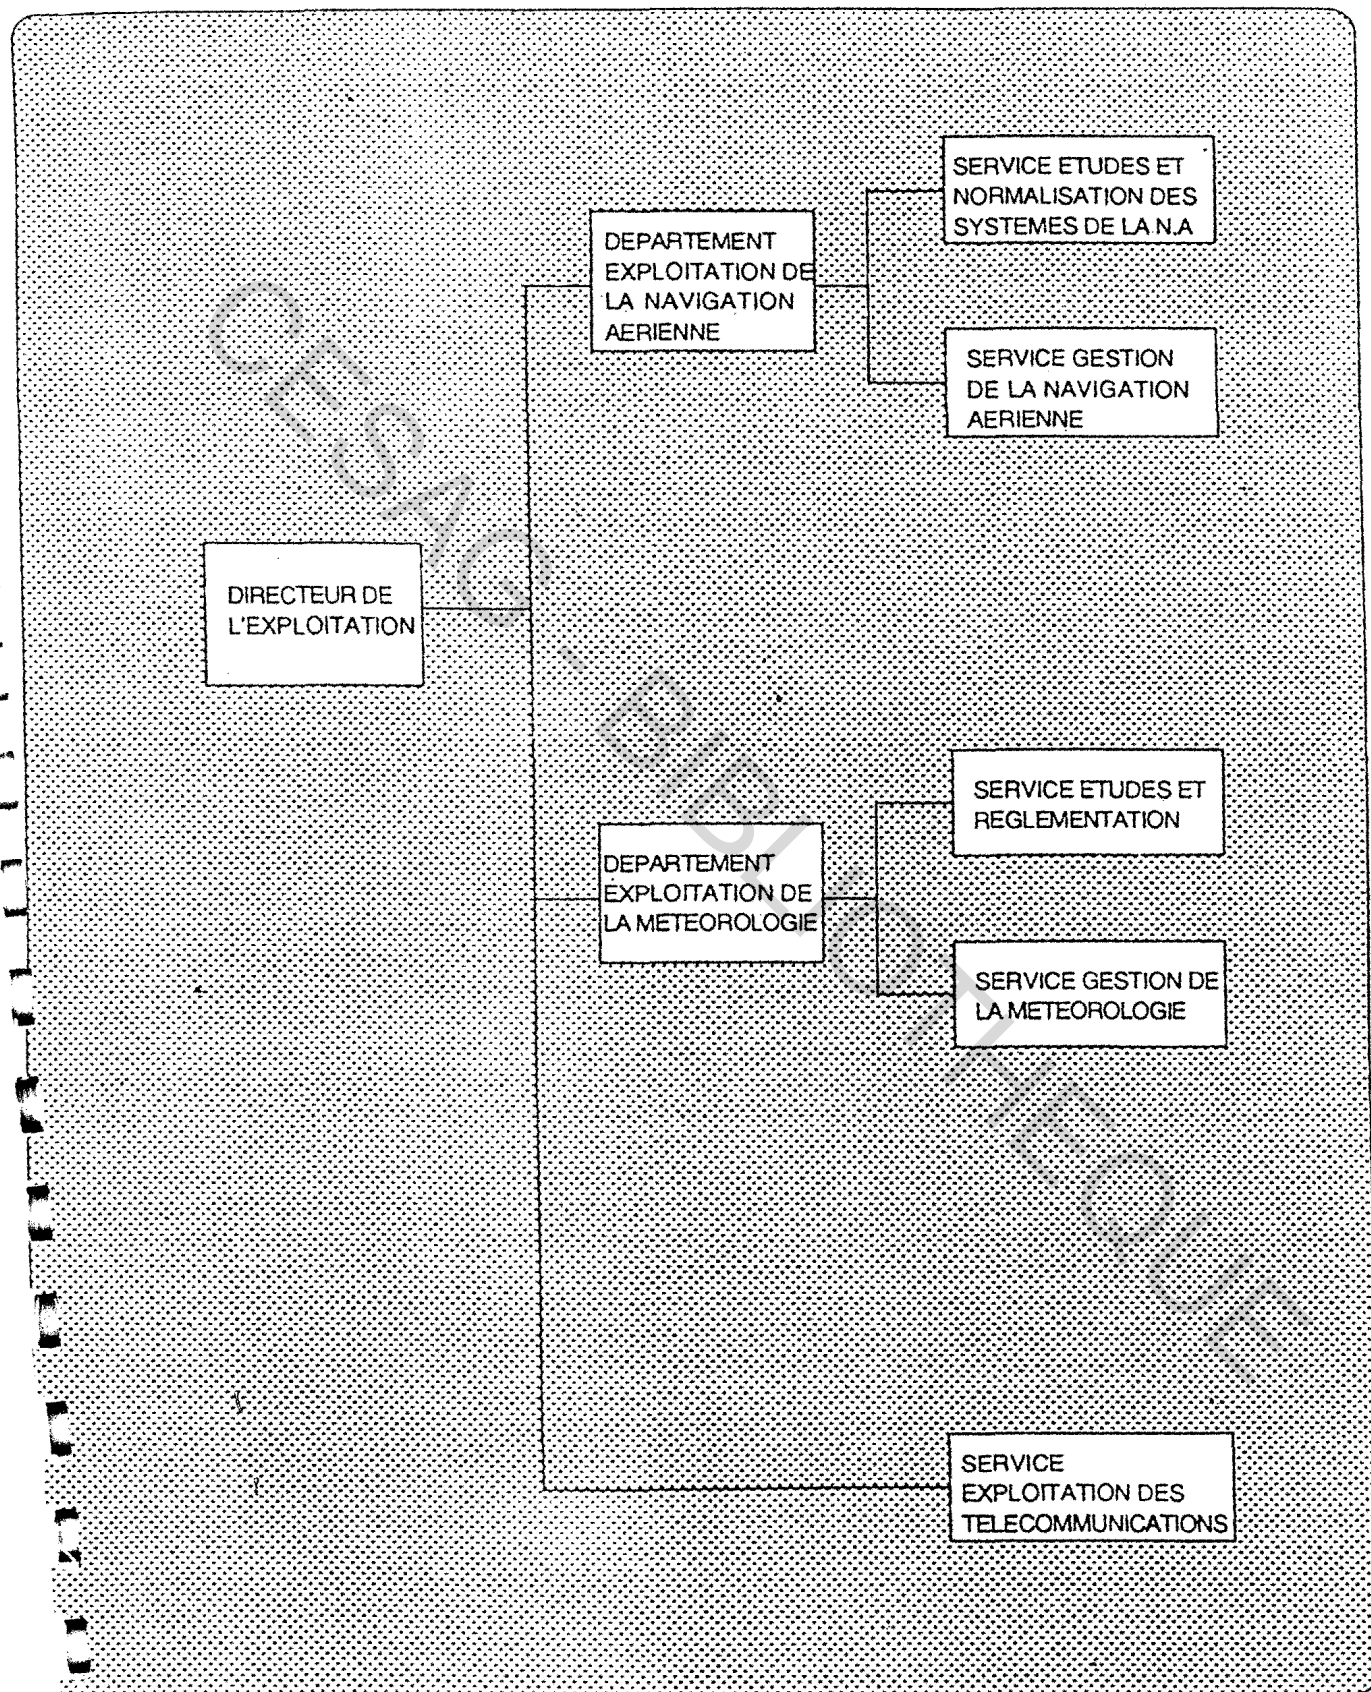 SERVICE ETUDES ET
NORMALISATION DES
SYSTEMES DE LA N.A
DEPARTEMENT
EXPLOITATION DE
LA NAVIGATION
AERIENNE
SERVICE GESTION
DE LA NAVIGATION
AERIENNE
DIRECTEUR DE
L'EXPLOITATION
CESAG - BIBLIOTHEQUE
SERVICE ETUDES ET
REGLEMENTATION
DEPARTEMENT
EXPLOITATION DE
LA METEOROLOGIE
SERVICE GESTION DE
LA METEOROLOGIE
SERVICE
EXPLOITATION DES
TELECOMMUNICATIONS